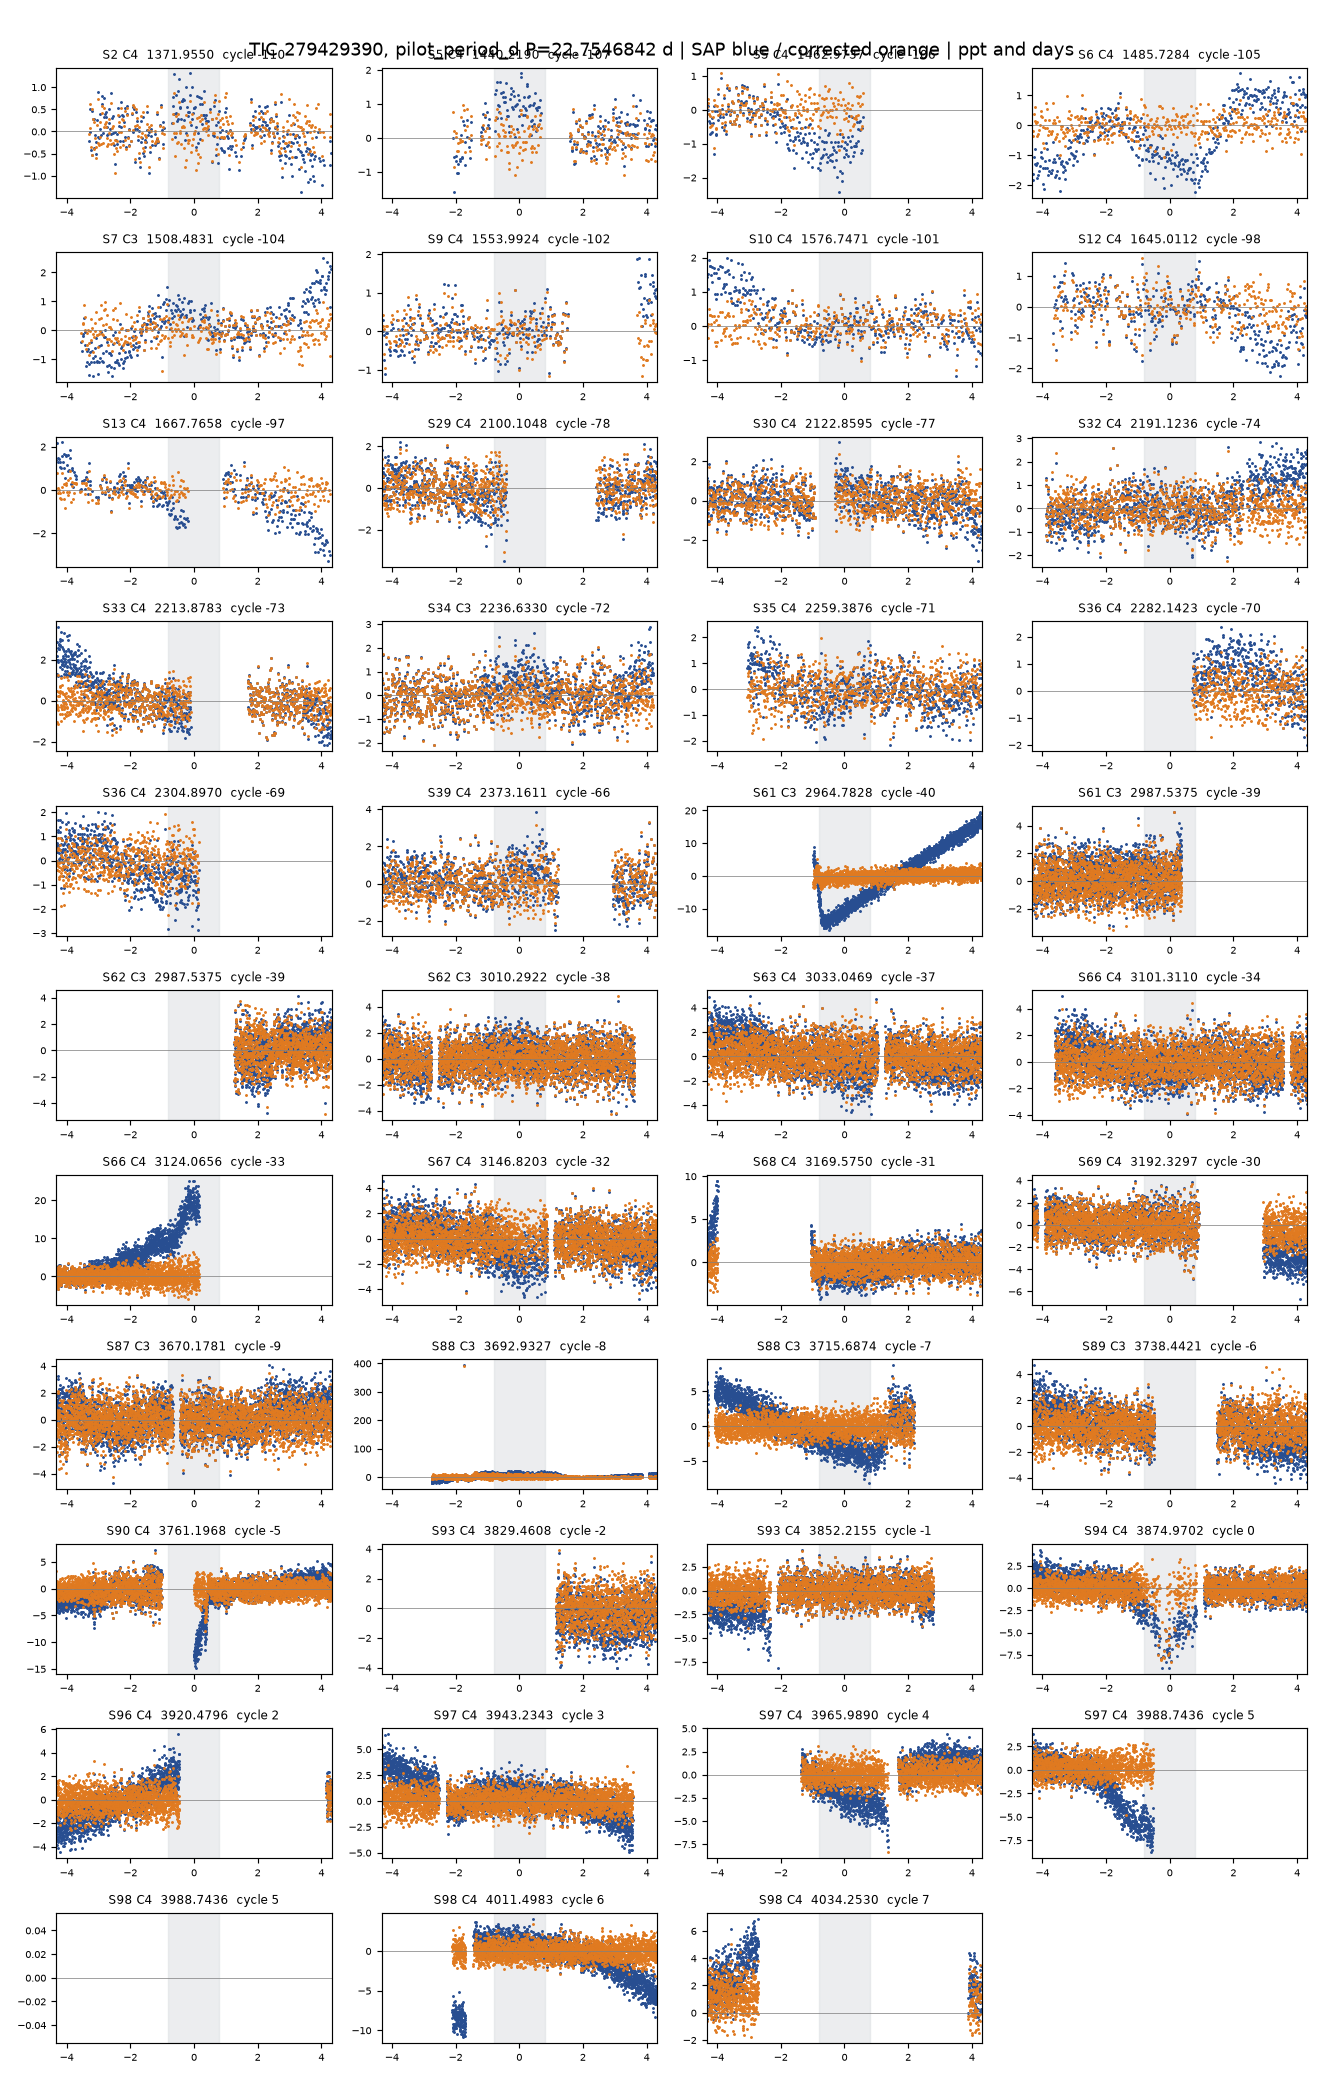 TIC 279429390, pilot_period_d P=22.7546842 d | SAP blue / corrected orange | ppt and days
S2 C4 1371.9550 cycle -110
S5 C4 1440.2190 cycle -107
S5 C4 1462.9737 cycle -106
S6 C4 1485.7284 cycle -105
S7 C3 1508.4831 cycle -104
S9 C4 1553.9924 cycle -102
S10 C4 1576.7471 cycle -101
S12 C4 1645.0112 cycle -98
S13 C4 1667.7658 cycle -97
S29 C4 2100.1048 cycle -78
S30 C4 2122.8595 cycle -77
S32 C4 2191.1236 cycle -74
S33 C4 2213.8783 cycle -73
S34 C3 2236.6330 cycle -72
S35 C4 2259.3876 cycle -71
S36 C4 2282.1423 cycle -70
S36 C4 2304.8970 cycle -69
S39 C4 2373.1611 cycle -66
S61 C3 2964.7828 cycle -40
S61 C3 2987.5375 cycle -39
S62 C3 2987.5375 cycle -39
S62 C3 3010.2922 cycle -38
S63 C4 3033.0469 cycle -37
S66 C4 3101.3110 cycle -34
S66 C4 3124.0656 cycle -33
S67 C4 3146.8203 cycle -32
S68 C4 3169.5750 cycle -31
S69 C4 3192.3297 cycle -30
S87 C3 3670.1781 cycle -9
S88 C3 3692.9327 cycle -8
S88 C3 3715.6874 cycle -7
S89 C3 3738.4421 cycle -6
S90 C4 3761.1968 cycle -5
S93 C4 3829.4608 cycle -2
S93 C4 3852.2155 cycle -1
S94 C4 3874.9702 cycle 0
S96 C4 3920.4796 cycle 2
S97 C4 3943.2343 cycle 3
S97 C4 3965.9890 cycle 4
S97 C4 3988.7436 cycle 5
S98 C4 3988.7436 cycle 5
S98 C4 4011.4983 cycle 6
S98 C4 4034.2530 cycle 7